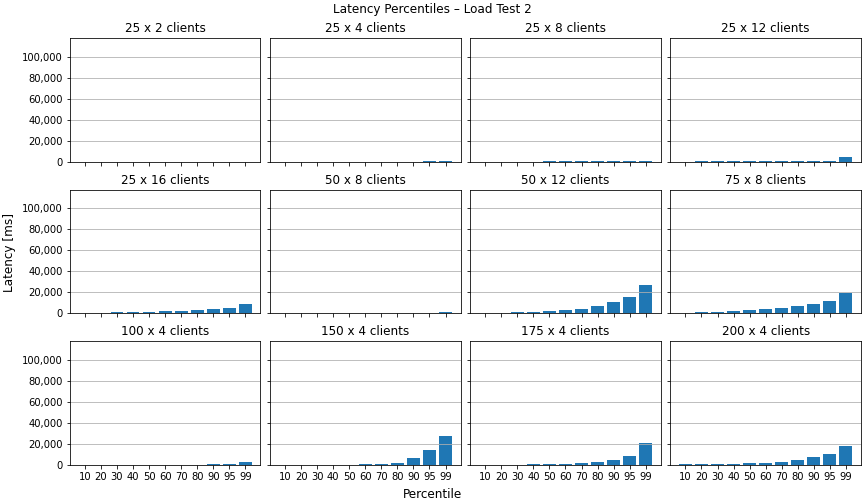 Latency Percentiles – Load Test 2
25 x 2 clients
25 x 4 clients
25 x 8 clients
25 x 12 clients
100,000
80,000
60,000
40,000
20,000
0
25 x 16 clients
50 x 8 clients
50 x 12 clients
75 x 8 clients
100,000
80,000
60,000
40,000
20,000
0
Latency [ms]
100 x 4 clients
150 x 4 clients
175 x 4 clients
200 x 4 clients
100,000
80,000
60,000
40,000
20,000
0
10 20 30 40 50 60 70 80 90 95 99
10 20 30 40 50 60 70 80 90 95 99
10 20 30 40 50 60 70 80 90 95 99
10 20 30 40 50 60 70 80 90 95 99
Percentile